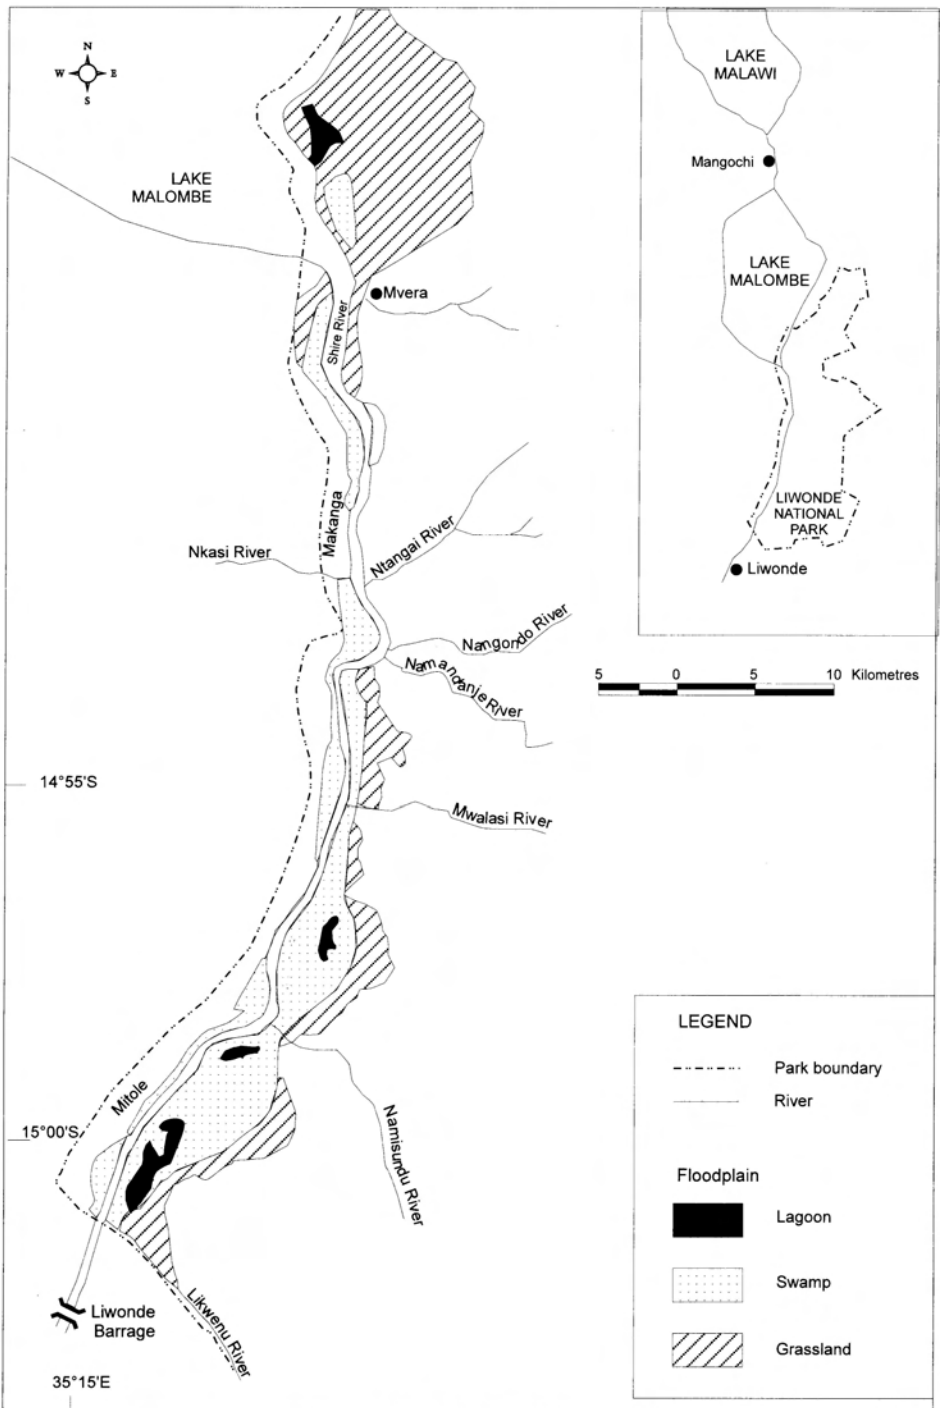 N
W E
S
LAKE
MALOMBE
Mvera
Shire River
Makanga
Nkasi River
Ntangai River
Nangondo River
Namandanje River
14°55'S
Mwalasi River
Mitole
15°00'S
Namisundu River
Likwenu River
Liwonde
Barrage
35°15'E
LAKE
MALAWI
Mangochi
LAKE
MALOMBE
LIWONDE
NATIONAL
PARK
Liwonde
5 0 5 10 Kilometres
LEGEND
Park boundary
River
Floodplain
Lagoon
Swamp
Grassland